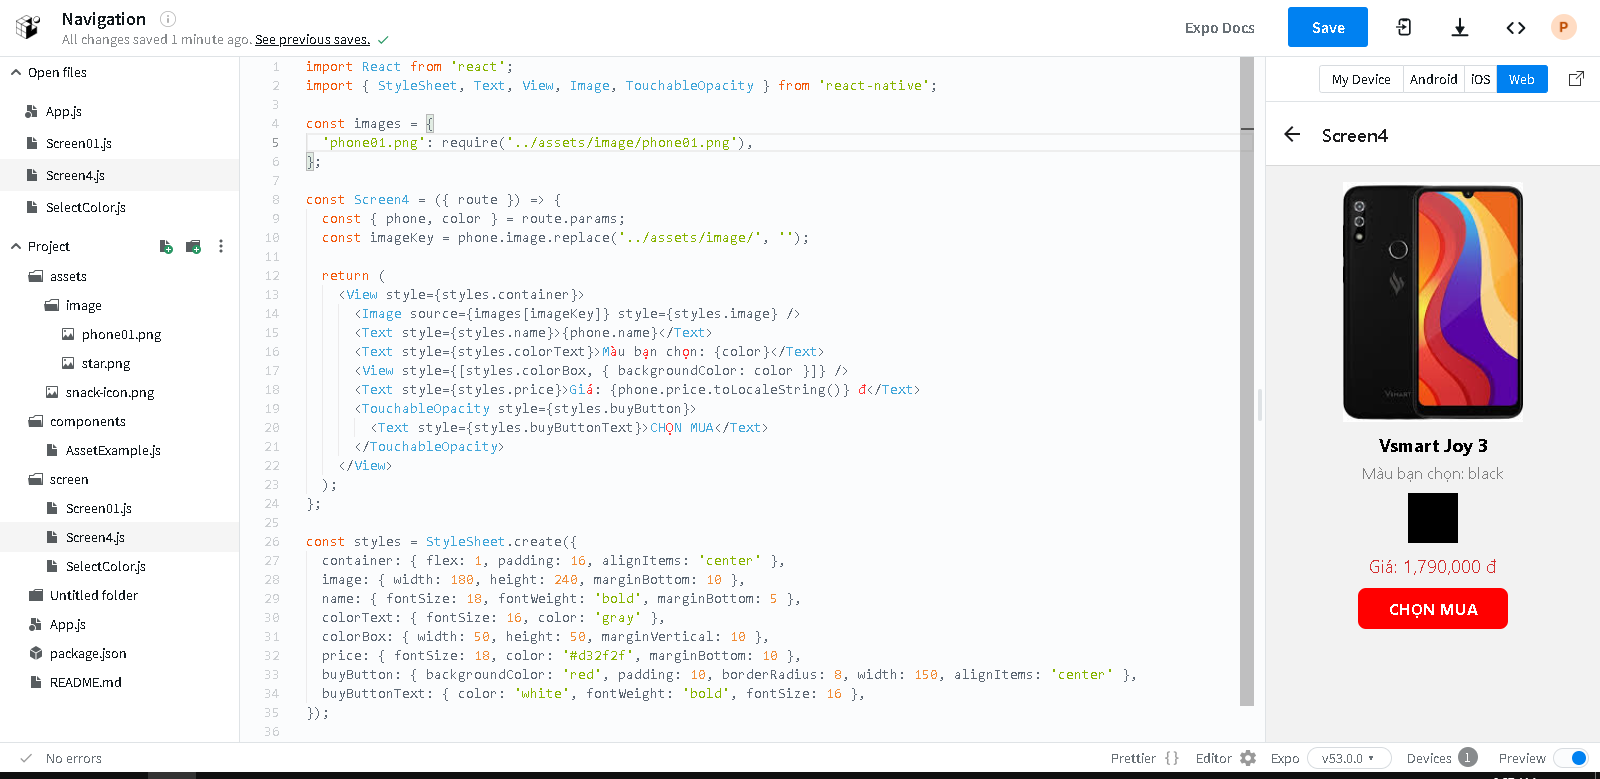 Navigation
All changes saved 1 minute ago. See previous saves.
Expo Docs
Save
P
Open files
App.js
Screen01.js
Screen4.js
SelectColor.js
Project
assets
image
phone01.png
star.png
snack-icon.png
components
AssetExample.js
screen
Screen01.js
Screen4.js
SelectColor.js
Untitled folder
App.js
package.json
README.md
1 import React from 'react';
2 import { StyleSheet, Text, View, Image, TouchableOpacity } from 'react-native';
3
4 const images = {
5 'phone01.png': require('../assets/image/phone01.png'),
6 };
7
8 const Screen4 = ({ route }) => {
9 const { phone, color } = route.params;
10 const imageKey = phone.image.replace('../assets/image/', '');
11
12 return (
13 <View style={styles.container}>
14 <Image source={images[imageKey]} style={styles.image} />
15 <Text style={styles.name}>{phone.name}</Text>
16 <Text style={styles.colorText}>Màu bạn chọn: {color}</Text>
17 <View style={[styles.colorBox, { backgroundColor: color }]} />
18 <Text style={styles.price}>Giá: {phone.price.toLocaleString()} đ</Text>
19 <TouchableOpacity style={styles.buyButton}>
20 <Text style={styles.buyButtonText}>CHỌN MUA</Text>
21 </TouchableOpacity>
22 </View>
23 );
24 };
25
26 const styles = StyleSheet.create({
27 container: { flex: 1, padding: 16, alignItems: 'center' },
28 image: { width: 180, height: 240, marginBottom: 10 },
29 name: { fontSize: 18, fontWeight: 'bold', marginBottom: 5 },
30 colorText: { fontSize: 16, color: 'gray' },
31 colorBox: { width: 50, height: 50, marginVertical: 10 },
32 price: { fontSize: 18, color: '#d32f2f', marginBottom: 10 },
33 buyButton: { backgroundColor: 'red', padding: 10, borderRadius: 8, width: 150, alignItems: 'center' },
34 buyButtonText: { color: 'white', fontWeight: 'bold', fontSize: 16 },
35 });
36
My Device Android iOS Web
Screen4
VSMART
Vsmart Joy 3
Màu bạn chọn: black
Giá: 1,790,000 đ
CHỌN MUA
No errors
Prettier { } Editor Expo v53.0.0 Devices 1 Preview